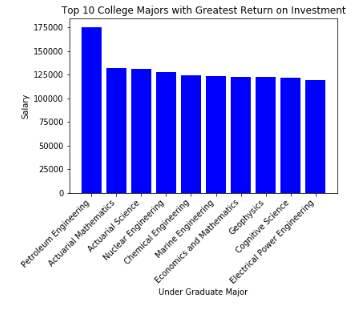 Top 10 College Majors with Greatest Return on Investment
175000
150000
125000
100000
75000
50000
25000
0
Salary
Petroleum Engineering
Actuarial Mathematics
Actuarial Science
Nuclear Engineering
Chemical Engineering
Marine Engineering
Economics and Mathematics
Geophysics
Cognitive Science
Electrical Power Engineering
Under Graduate Major